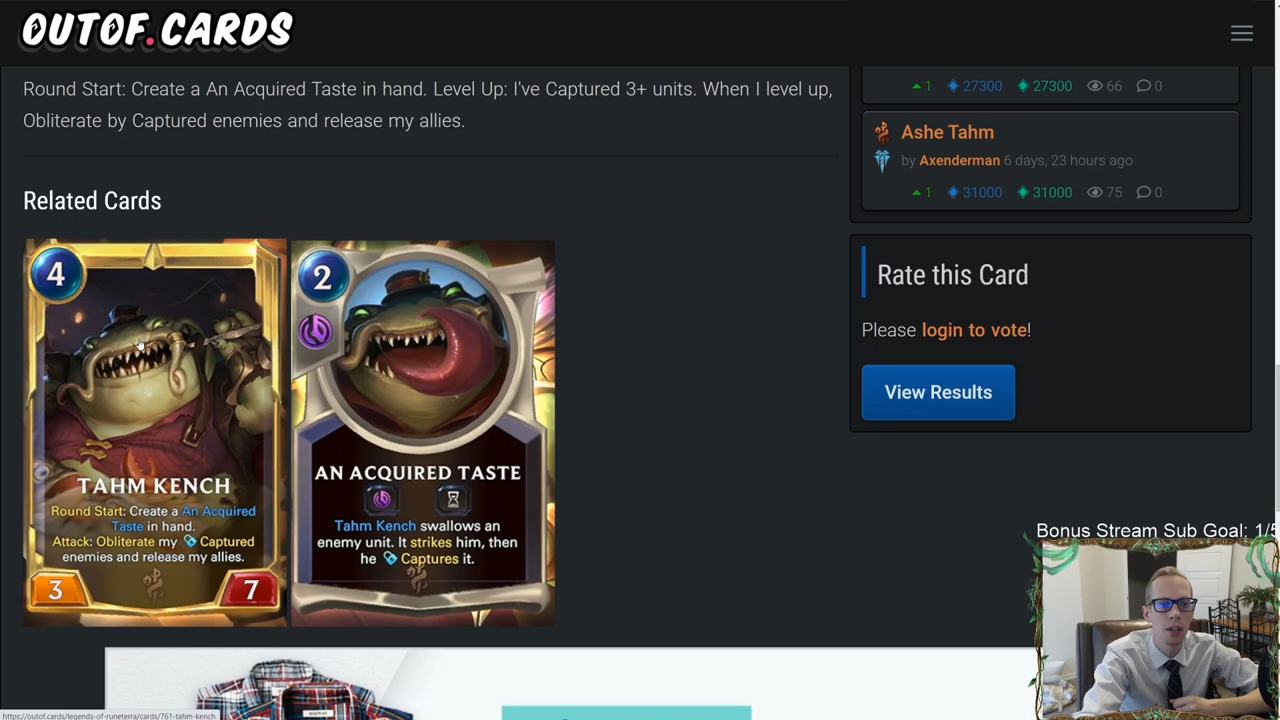 OUTOF.CARDS
Round Start: Create a An Acquired Taste in hand. Level Up: I've Captured 3+ units. When I level up,
Obliterate by Captured enemies and release my allies.
Related Cards
4
TAHM KENCH
Round Start: Create a An Acquired
Taste in hand.
Attack: Obliterate my Captured
enemies and release my allies.
3
7
2
AN ACQUIRED TASTE
Tahm Kench swallows an
enemy unit. It strikes him, then
he Captures it.
1 27300 27300 66 0
Ashe Tahm
by Axenderman 6 days, 23 hours ago
1 31000 31000 75 0
Rate this Card
Please login to vote!
View Results
Bonus Stream Sub Goal: 1/5
https://outof.cards/legends-of-runeterra/cards/761-tahm-kench